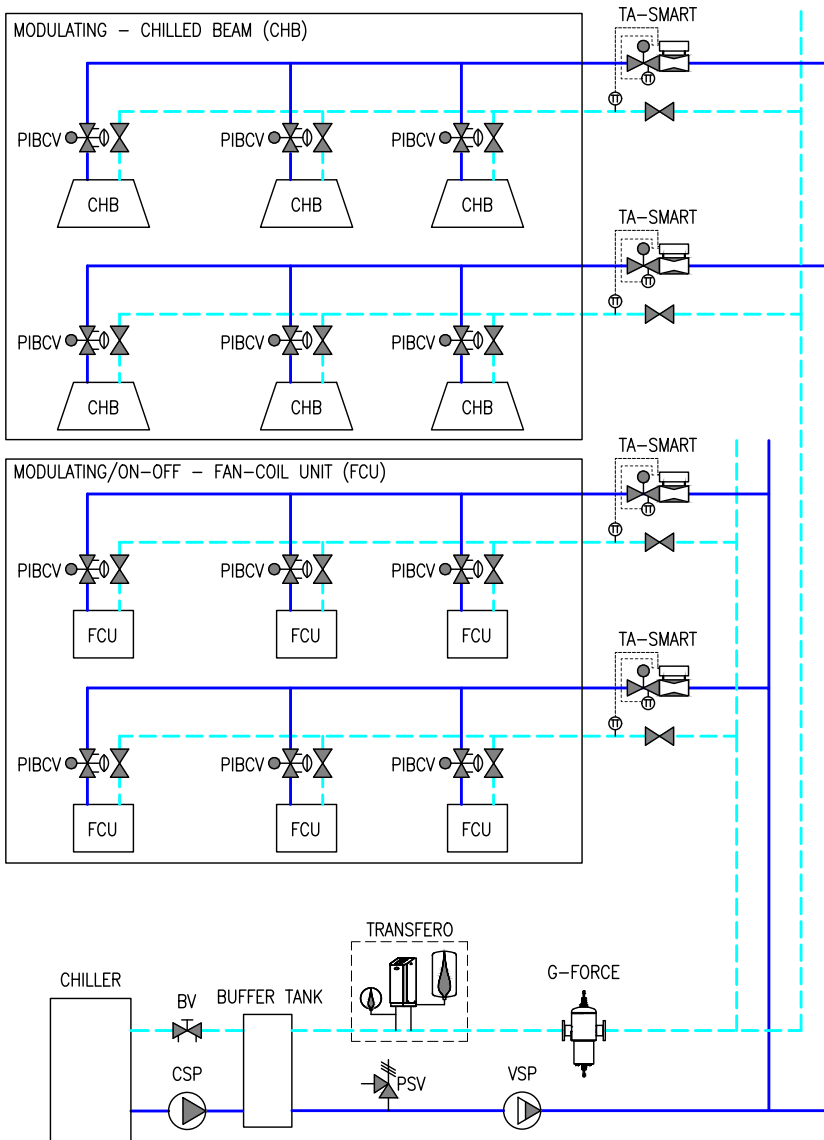 TA-SMART
MODULATING - CHILLED BEAM (CHB)
π
π
PIBCV
PIBCV
PIBCV
CHB
CHB
CHB
TA-SMART
π
π
PIBCV
PIBCV
PIBCV
CHB
CHB
CHB
TA-SMART
MODULATING/ON-OFF - FAN-COIL UNIT (FCU)
π
π
PIBCV
PIBCV
PIBCV
FCU
FCU
FCU
TA-SMART
π
π
PIBCV
PIBCV
PIBCV
FCU
FCU
FCU
TRANSFERO
G-FORCE
CHILLER
BV
BUFFER TANK
CSP
PSV
VSP